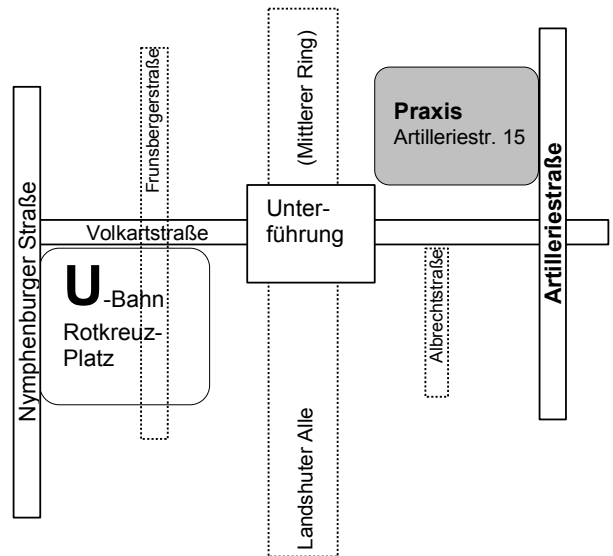 Frunsbergerstraße
(Mittlerer Ring)
Praxis
Artilleriestr. 15
Nymphenburger Straße
Volkartstraße
Unter-
führung
Artilleriestraße
U-Bahn
Rotkreuz-
Platz
Albrechtstraße
Landshuter Alle